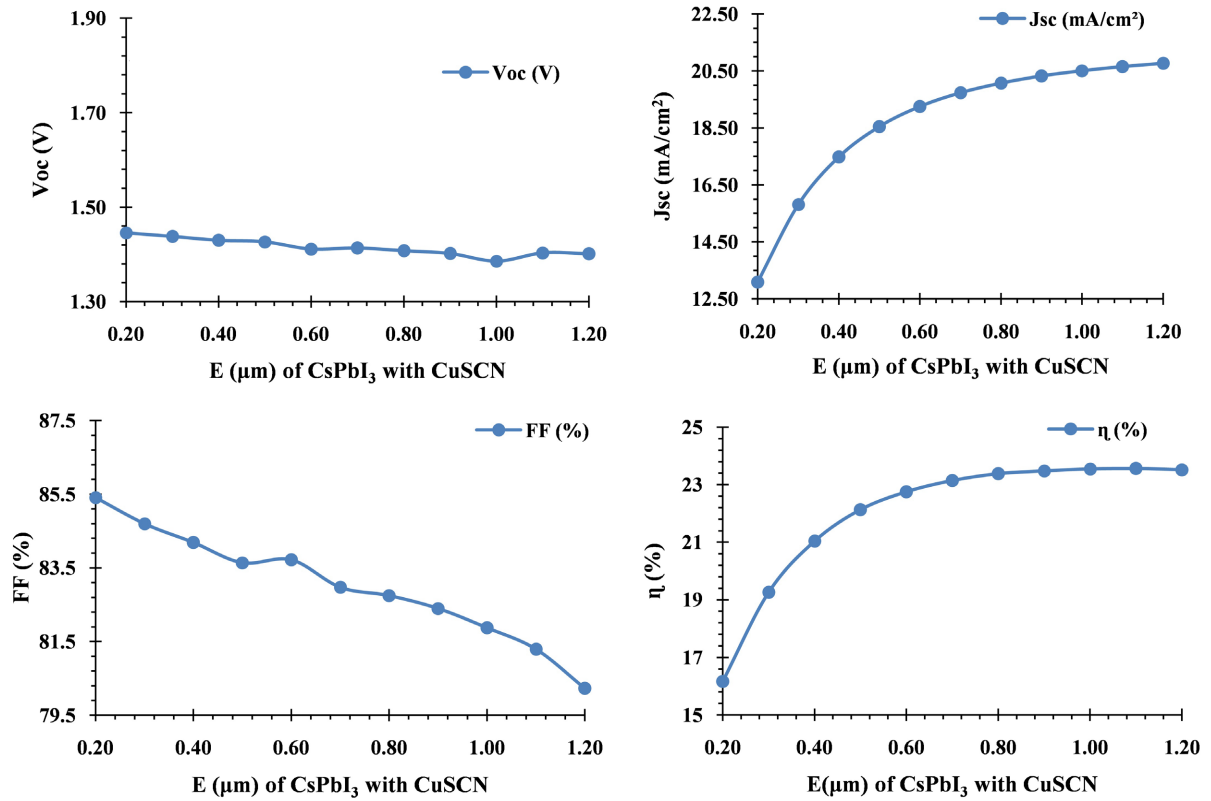 1.90
1.70
1.50
1.30
Voc (V)
Voc (V)
0.20 0.40 0.60 0.80 1.00 1.20
E (μm) of CsPbI₃ with CuSCN
22.50
20.50
18.50
16.50
14.50
12.50
Jsc (mA/cm²)
Jsc (mA/cm²)
0.20 0.40 0.60 0.80 1.00 1.20
E (μm) of CsPbI₃ with CuSCN
87.5
85.5
83.5
81.5
79.5
FF (%)
FF (%)
0.20 0.40 0.60 0.80 1.00 1.20
E (μm) of CsPbI₃ with CuSCN
25
23
21
19
16
15
η (%)
η (%)
0.20 0.40 0.60 0.80 1.00 1.20
E(μm) of CsPbI₃ with CuSCN